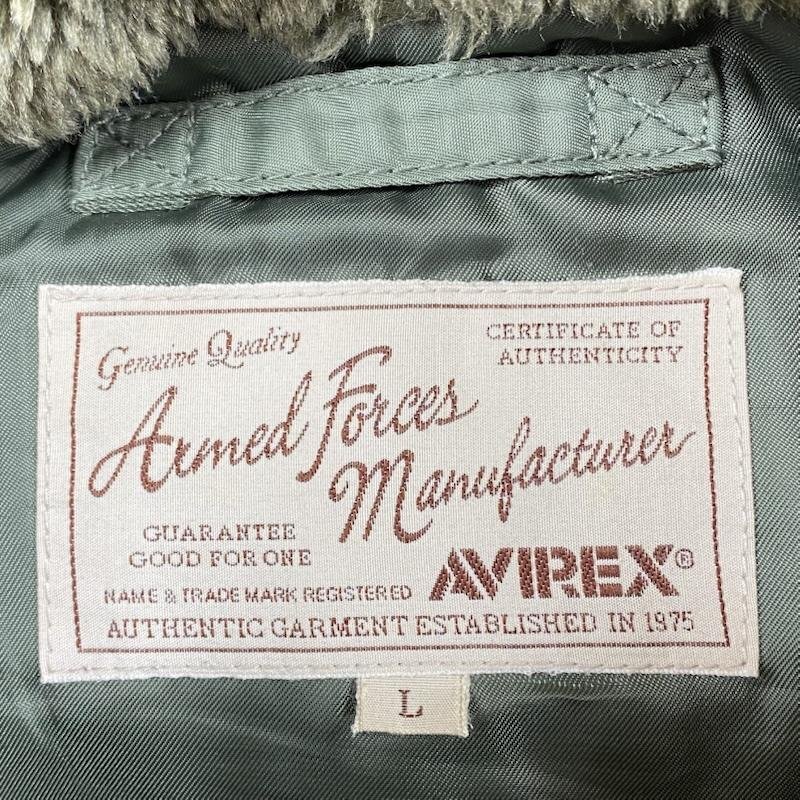 Genuine Quality
CERTIFICATE OF
AUTHENTICITY
Armed Forces
Manufacturer
GUARANTEE
GOOD FOR ONE
NAME & TRADE MARK REGISTERED
AVIREX®
AUTHENTIC GARMENT ESTABLISHED IN 1975
L